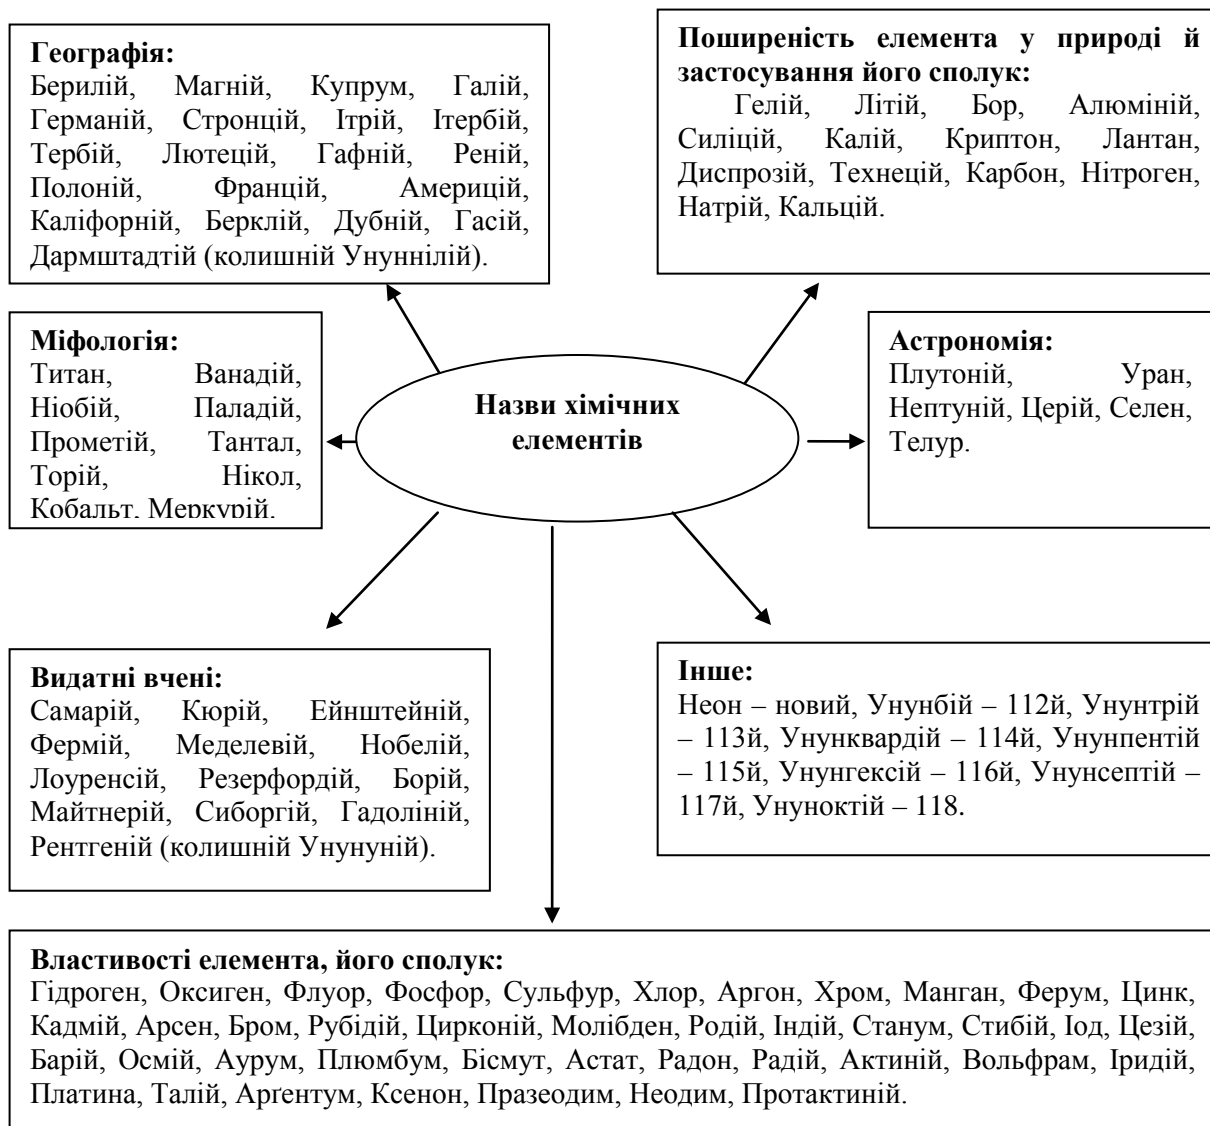 Географія:
Берилій, Магній, Купрум, Галій,
Германій, Стронцій, Ітрій, Ітербій,
Тербій, Лютецій, Гафній, Реній,
Полоній, Францій, Америцій,
Каліфорній, Берклій, Дубній, Гасій,
Дармштадтій (колишній Унуннілій).
Поширеність елемента у природі й
застосування його сполук:
Гелій, Літій, Бор, Алюміній,
Силіцій, Калій, Криптон, Лантан,
Диспрозій, Технецій, Карбон, Нітроген,
Натрій, Кальцій.
Міфологія:
Титан, Ванадій,
Ніобій, Паладій,
Прометій, Тантал,
Торій, Нікол,
Кобальт, Меркурій.
Назви хімічних
елементів
Астрономія:
Плутоній, Уран,
Нептуній, Церій, Селен,
Телур.
Видатні вчені:
Самарій, Кюрій, Ейнштейній,
Фермій, Меделевій, Нобелій,
Лоуренсій, Резерфордій, Борій,
Майтнерій, Сиборгій, Гадоліній,
Рентгеній (колишній Унунуній).
Інше:
Неон – новий, Унунбій – 112й, Унунтрій
– 113й, Унунквардій – 114й, Унунпентій
– 115й, Унунгексій – 116й, Унунсептій –
117й, Унуноктій – 118.
Властивості елемента, його сполук:
Гідроген, Оксиген, Флуор, Фосфор, Сульфур, Хлор, Аргон, Хром, Манган, Ферум, Цинк,
Кадмій, Арсен, Бром, Рубідій, Цирконій, Молібден, Родій, Індій, Станум, Стибій, Іод, Цезій,
Барій, Осмій, Аурум, Плюмбум, Бісмут, Астат, Радон, Радій, Актиній, Вольфрам, Іридій,
Платина, Талій, Арґентум, Ксенон, Празеодим, Неодим, Протактиній.